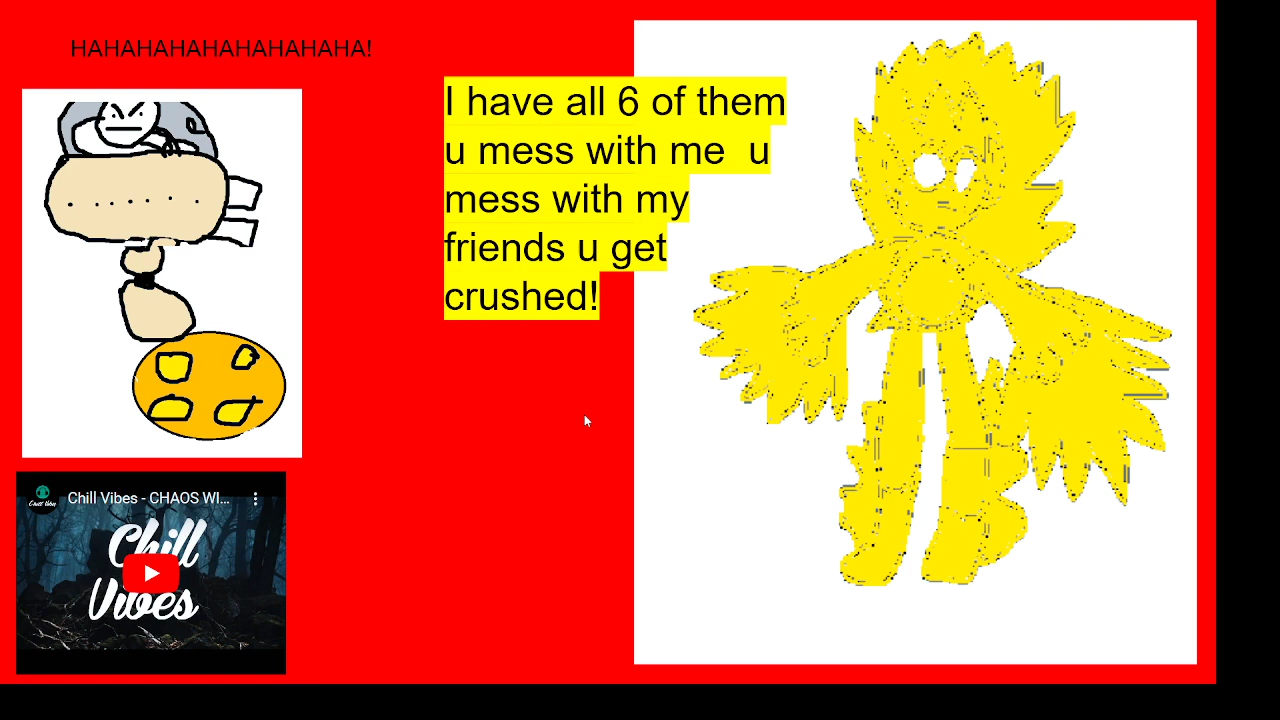 HAHAHAHAHAHAHAHAHA!
I have all 6 of them
u mess with me  u
mess with my
friends u get
crushed!
Chill Vibes - CHAOS WI...
Chill
Vibes